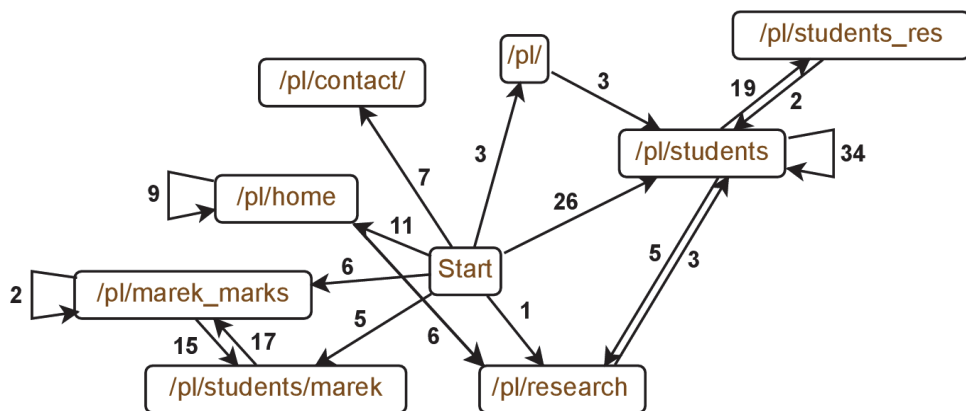 /pl/students_res
/pl/
/pl/contact/
3
19
2
/pl/students
34
3
7
9
/pl/home
26
11
5
3
Start
6
2
/pl/marek_marks
1
5
6
15
17
/pl/students/marek
/pl/research